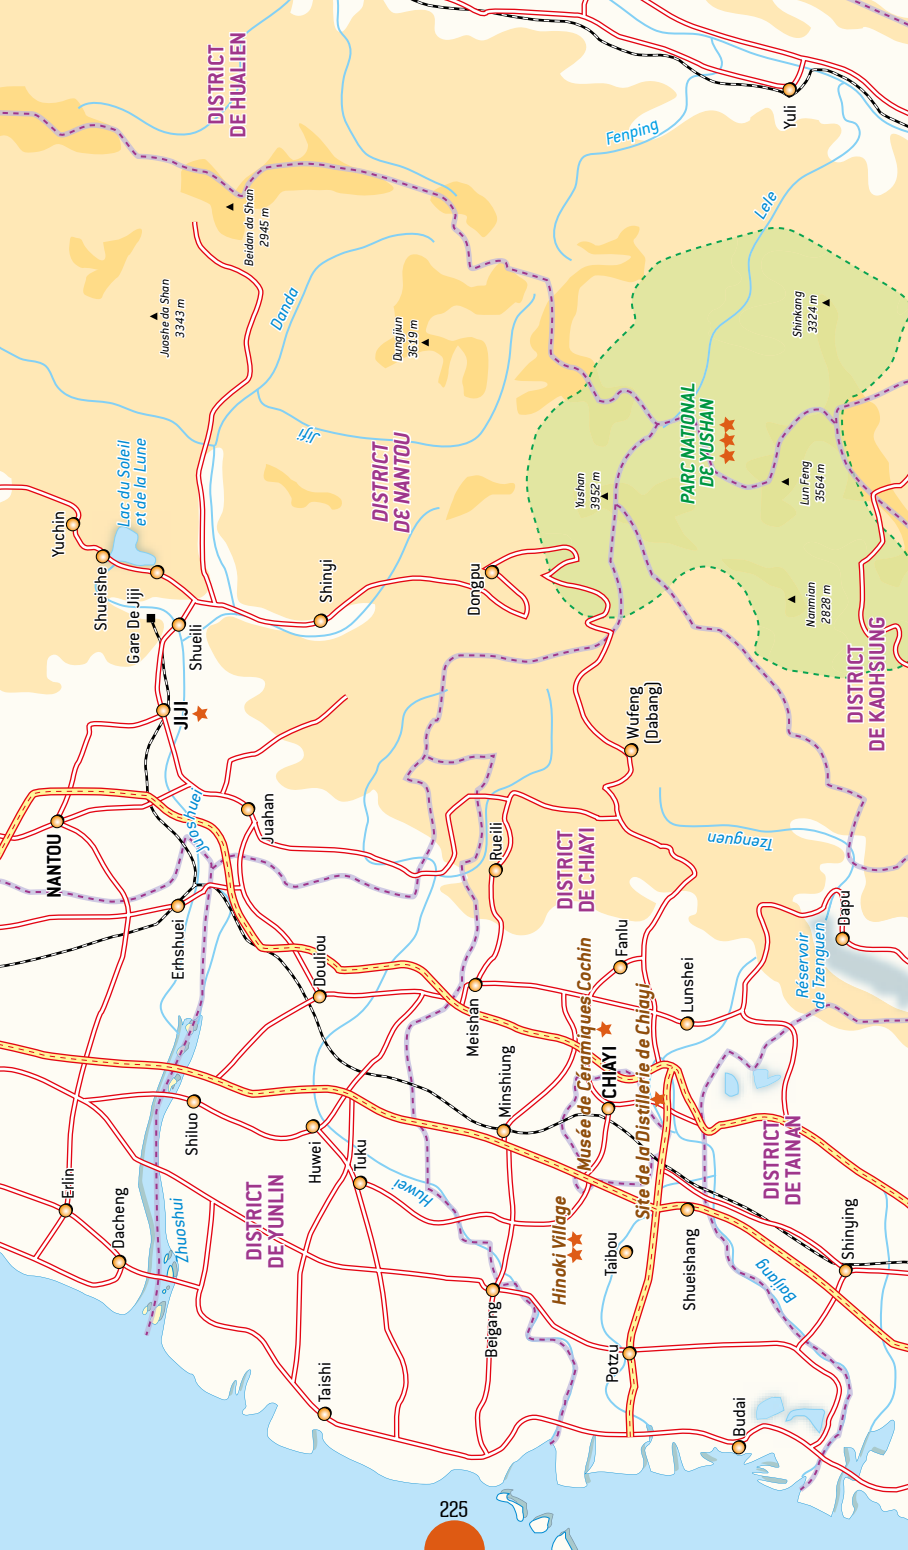 DISTRICT
DE HUALIEN
Yuli
Fenping
Lele
Beidan da Shan
2945 m
Juoshe da Shan
3343 m
Danda
Dungjiun
3619 m
Shinkang
3324 m
Jifi
DISTRICT
DE NANTOU
PARC NATIONAL
DE YUSHAN
Yushan
3952 m
Lun Feng
3564 m
Nanmian
2828 m
Lac du Soleil
et de la Lune
Yuchin
Shueishe
Gare De Jiji
Shueili
Shinyi
Dongpu
JIJI
Wufeng
(Dabang)
DISTRICT
DE KAOHSIUNG
Juoshuei
Juahan
NANTOU
Rueili
Tzenguen
DISTRICT
DE CHIAYI
Erhshuei
Douliou
Fanlu
Dapu
Réservoir
de Tzenguen
Meishan
Lunshei
Musée de Céramiques Cochin
CHIAYI
Site de la Distillerie de Chiayi
Minshiung
Shiluo
Huwei
Tuku
Huwei
DISTRICT
DE TAINAN
Erlin
Dacheng
Zhuoshui
DISTRICT
DE YUNLIN
Hinoki Village
Taibou
Shueishang
Shinying
Baijang
Beigang
Potzu
Taishi
Budai
225